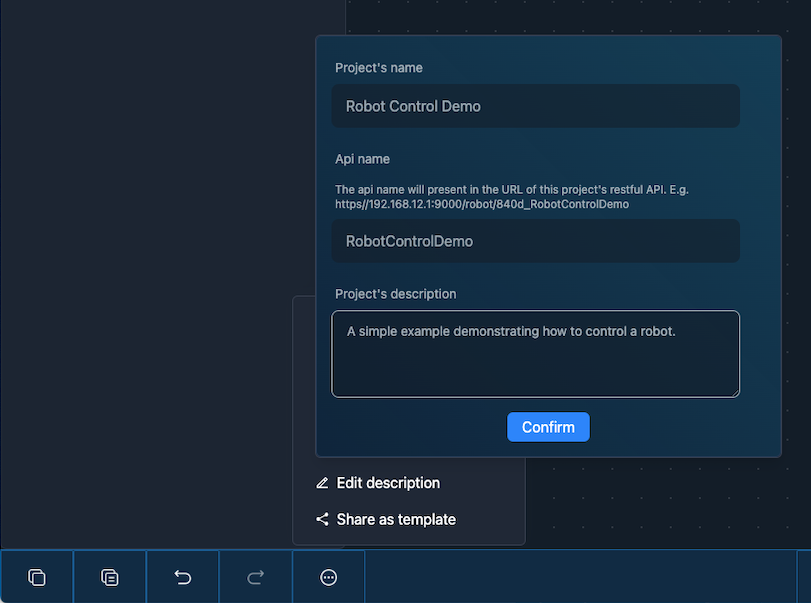 Project's name
Robot Control Demo
Api name
The api name will present in the URL of this project's restful API. E.g.
https//192.168.12.1:9000/robot/840d_RobotControlDemo
RobotControlDemo
Project's description
A simple example demonstrating how to control a robot.
Confirm
Edit description
Share as template